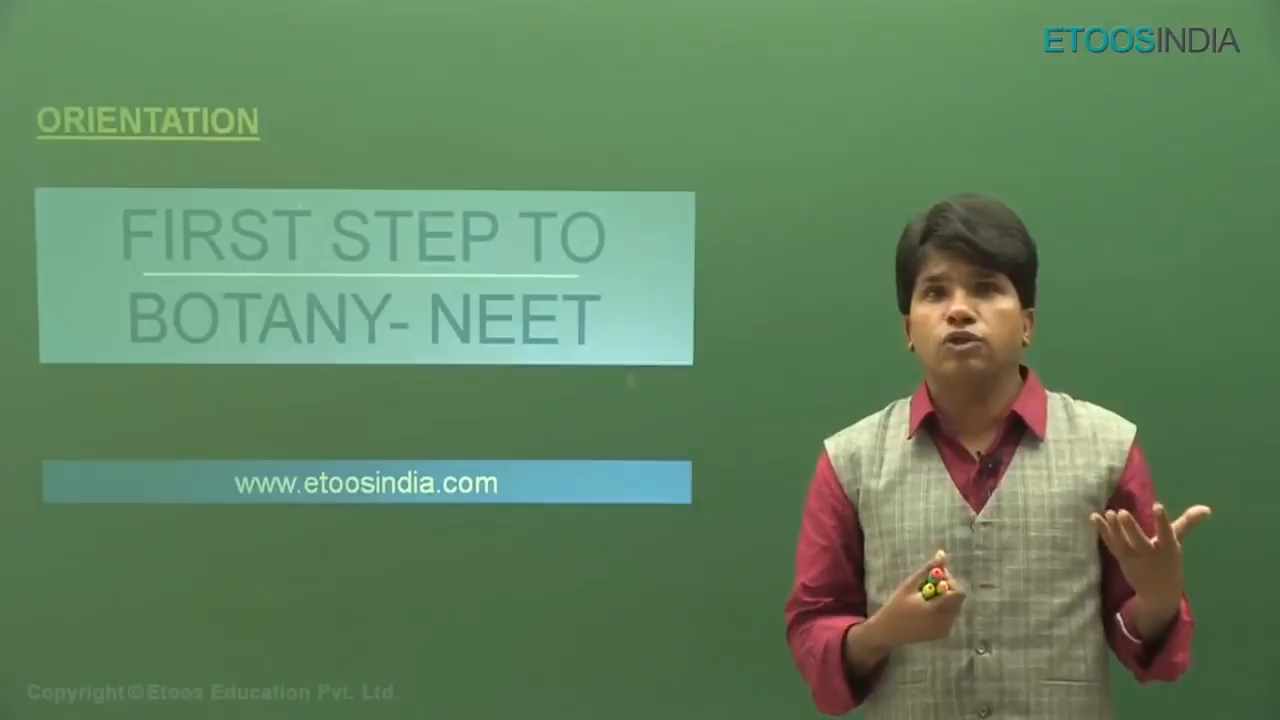 ETOOSINDIA
ORIENTATION
FIRST STEP TO
BOTANY- NEET
www.etoosindia.com
Copyright©Etoos Education Pvt. Ltd.